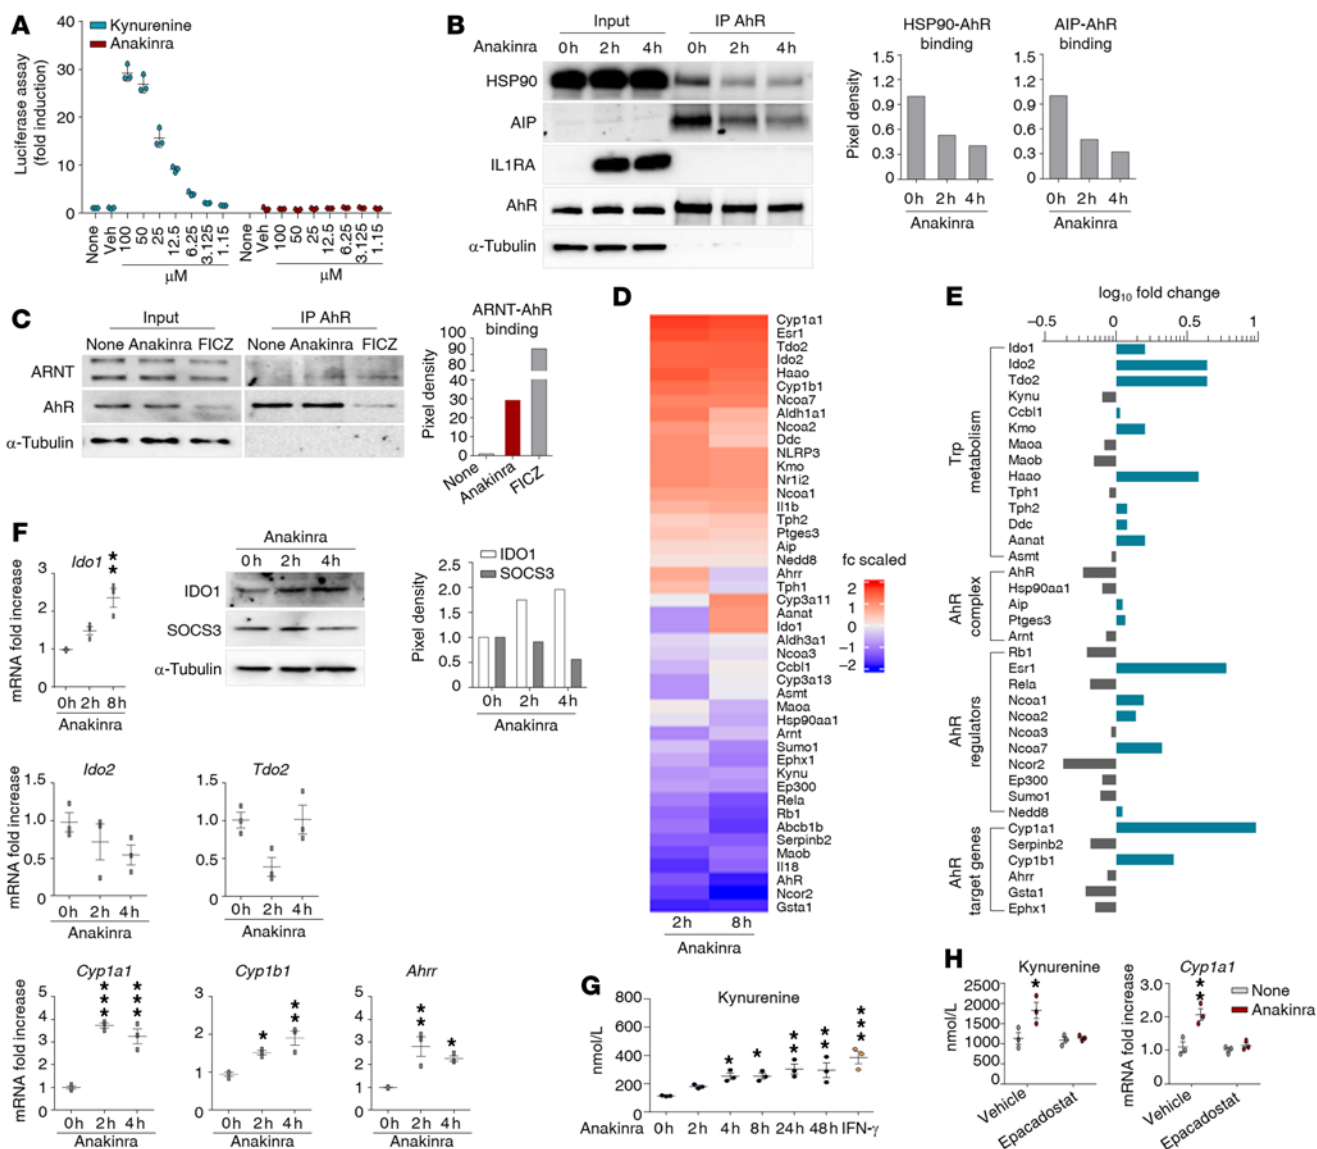 A
Kynurenine
Anakinra
Luciferase assay
(fold induction)
40
30
20
10
0
None
Veh
100
50
25
12.5
6.25
3.125
1.15
None
Veh
100
50
25
12.5
6.25
3.125
1.15
μM
μM
B
Input
IP AhR
Anakinra 0h 2h 4h 0h 2h 4h
HSP90
AIP
IL1RA
AhR
α-Tubulin
HSP90-AhR
binding
AIP-AhR
binding
Pixel density
1.5
1.2
0.9
0.6
0.3
0
0h 2h 4h
Anakinra
1.5
1.2
0.9
0.6
0.3
0
0h 2h 4h
Anakinra
C
Input
IP AhR
None Anakinra FICZ None Anakinra FICZ
ARNT
AhR
α-Tubulin
ARNT-AhR
binding
Pixel density
100
90
80
40
30
20
10
0
None
Anakinra
FICZ
D
Cyp1a1
Esr1
Tdo2
Ido2
Haao
Cyp1b1
Ncoa7
Aldh1a1
Ncoa2
Ddc
NLRP3
Kmo
Nr1i2
Ncoa1
Il1b
Tph2
Ptges3
Aip
Nedd8
Ahrr
Tph1
Cyp3a11
Aanat
Ido1
Aldh3a1
Ncoa3
Ccbl1
Cyp3a13
Asmt
Maoa
Hsp90aa1
Arnt
Sumo1
Ephx1
Kynu
Ep300
Rela
Rb1
Abcb1b
Serpinb2
Maob
Il18
AhR
Ncor2
Gsta1
2h 8h
Anakinra
fc scaled
2
1
0
−1
−2
E
log10 fold change
−0.5 0 0.5 1
Trp
metabolism
Ido1
Ido2
Tdo2
Kynu
Ccbl1
Kmo
Maoa
Maob
Haao
Tph1
Tph2
Ddc
Aanat
Asmt
AhR
complex
AhR
Hsp90aa1
Aip
Ptges3
Arnt
AhR
regulators
Rb1
Esr1
Rela
Ncoa1
Ncoa2
Ncoa3
Ncoa7
Ncor2
Ep300
Sumo1
Nedd8
AhR
target genes
Cyp1a1
Serpinb2
Cyp1b1
Ahrr
Gsta1
Ephx1
F
Ido1
**
mRNA fold increase
3
2
1
0
0h 2h 8h
Anakinra
Anakinra
0h 2h 4h
IDO1
SOCS3
α-Tubulin
IDO1
SOCS3
Pixel density
2.5
2.0
1.5
1.0
0.5
0
0h 2h 4h
Anakinra
Ido2
mRNA fold increase
1.5
1.0
0.5
0
0h 2h 4h
Anakinra
Tdo2
1.5
1.0
0.5
0
0h 2h 4h
Anakinra
Cyp1a1
*** ***
mRNA fold increase
5
4
3
2
1
0
0h 2h 4h
Anakinra
Cyp1b1
* **
3
2
1
0
0h 2h 4h
Anakinra
Ahrr
** *
5
4
3
2
1
0
0h 2h 4h
Anakinra
G
Kynurenine
nmol/L
800
600
400
200
0
* * ** ** ***
Anakinra 0h 2h 4h 8h 24h 48h IFN-γ
H
Kynurenine
*
nmol/L
2500
2000
1500
1000
500
0
Vehicle
Epacadostat
Cyp1a1
**
mRNA fold increase
3.0
2.0
1.0
0
Vehicle
Epacadostat
None
Anakinra